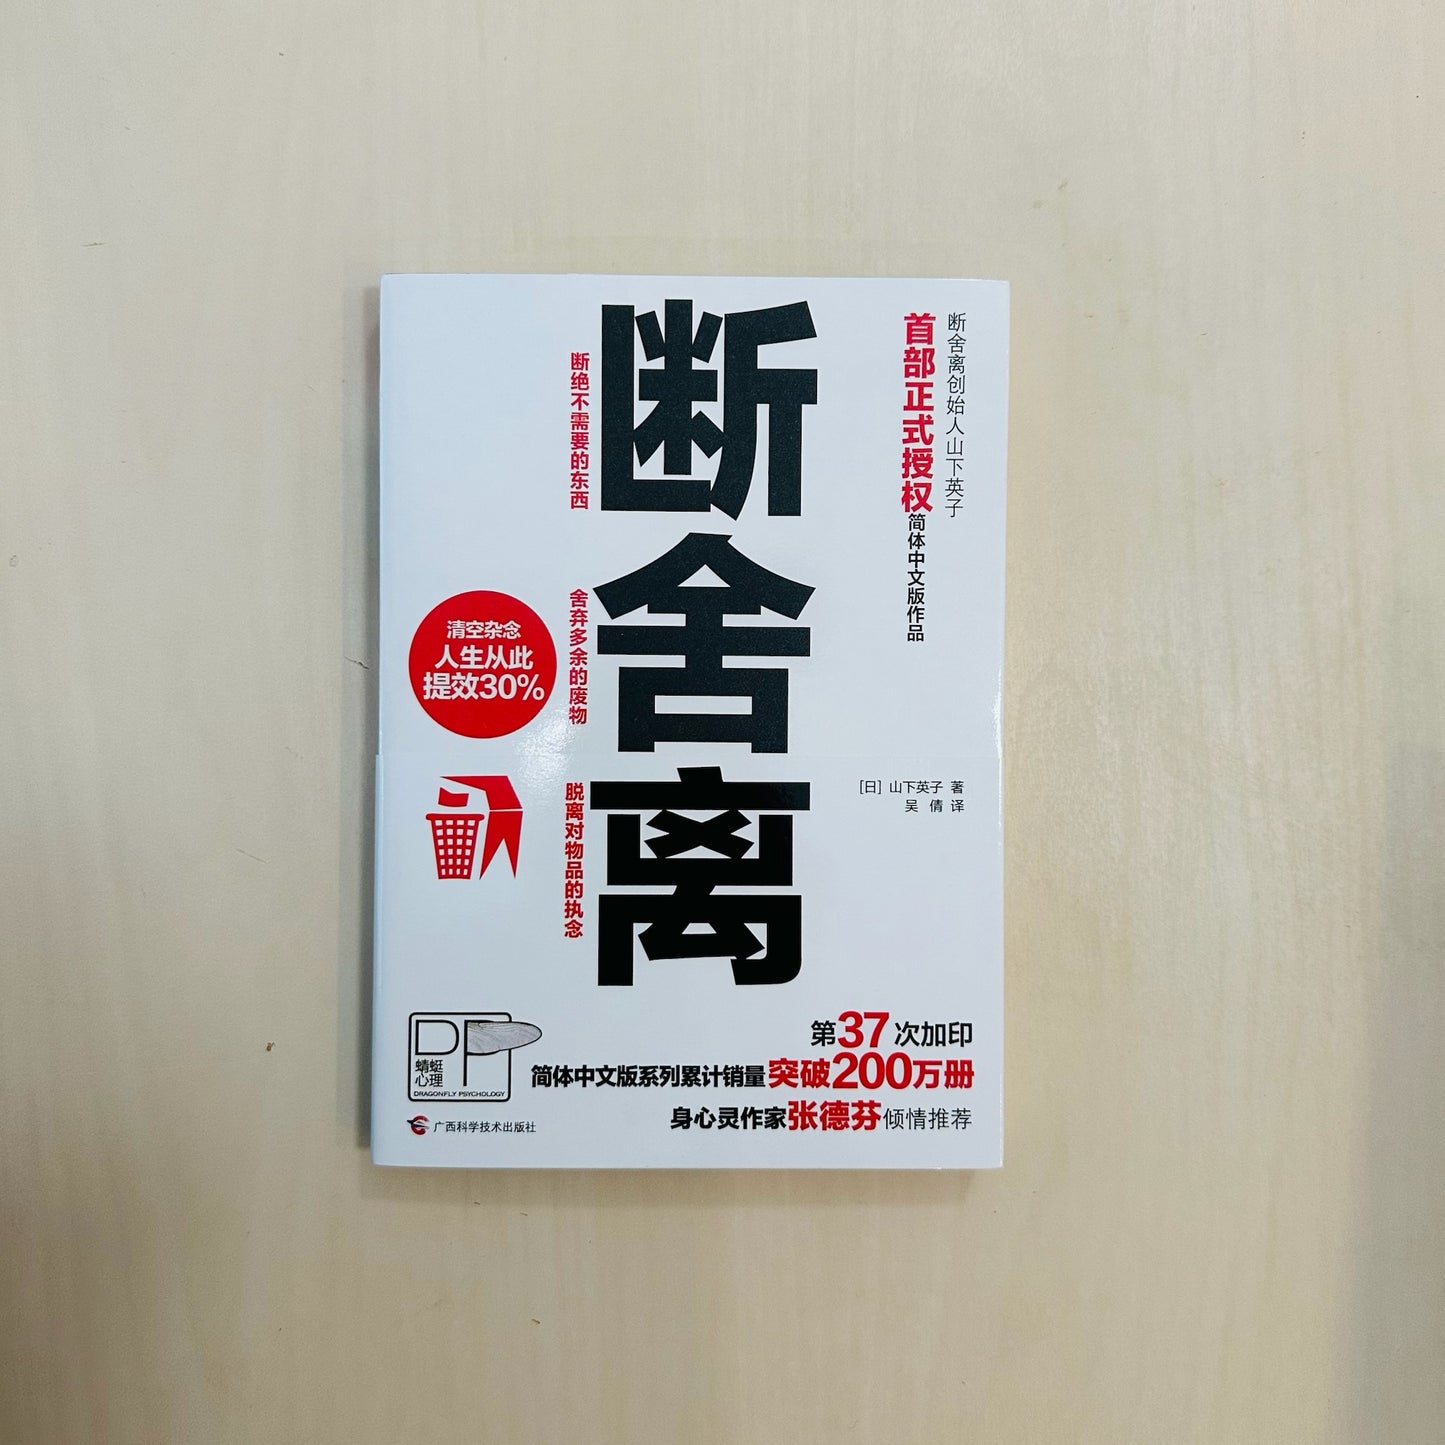 断舍离创始人山下英子
首部正式授权简体中文版作品
断舍离
断绝不需要的东西
舍弃多余的废物
脱离对物品的执念
清空杂念
人生从此
提效30%
[日] 山下英子 著
吴 倩 译
第37次加印
简体中文版系列累计销量突破200万册
身心灵作家张德芬倾情推荐
DP
蜻蜓
心理
DRAGONFLY PSYCHOLOGY
广西科学技术出版社